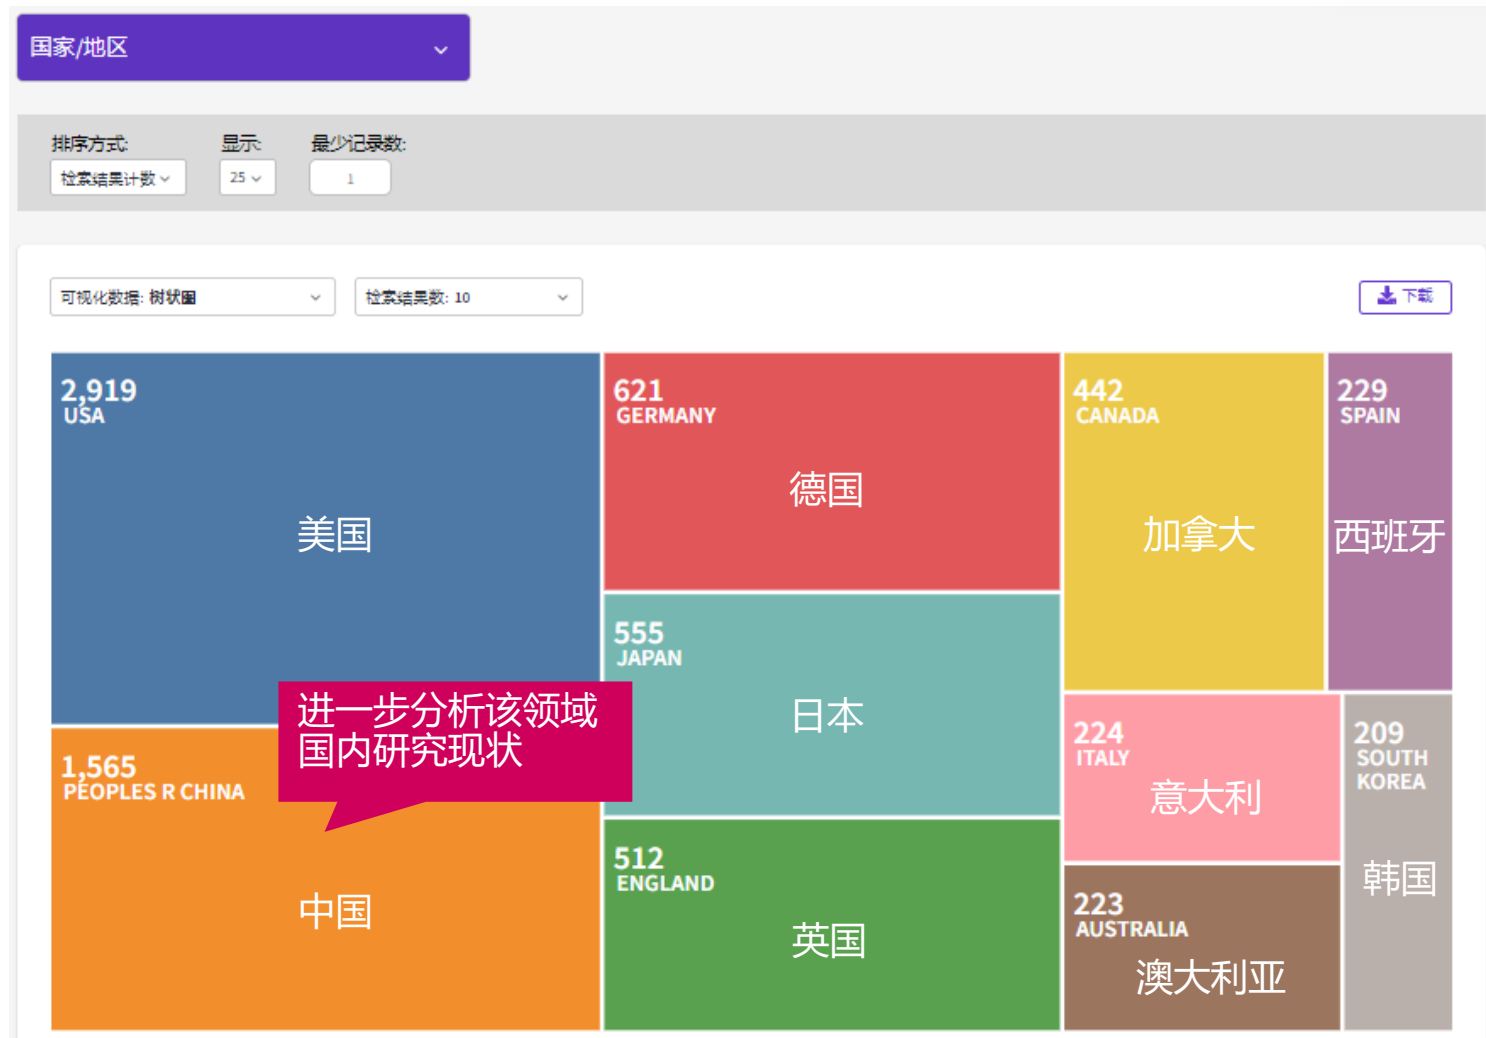 国家/地区
排序方式:
显示:
最少记录数:
检索结果计数
25
1
可视化数据: 树状图
检索结果数: 10
下载
2,919
USA
美国
621
GERMANY
德国
442
CANADA
加拿大
229
SPAIN
西班牙
555
JAPAN
日本
进一步分析该领域
国内研究现状
1,565
PEOPLES R CHINA
中国
512
ENGLAND
英国
224
ITALY
意大利
209
SOUTH
KOREA
韩国
223
AUSTRALIA
澳大利亚